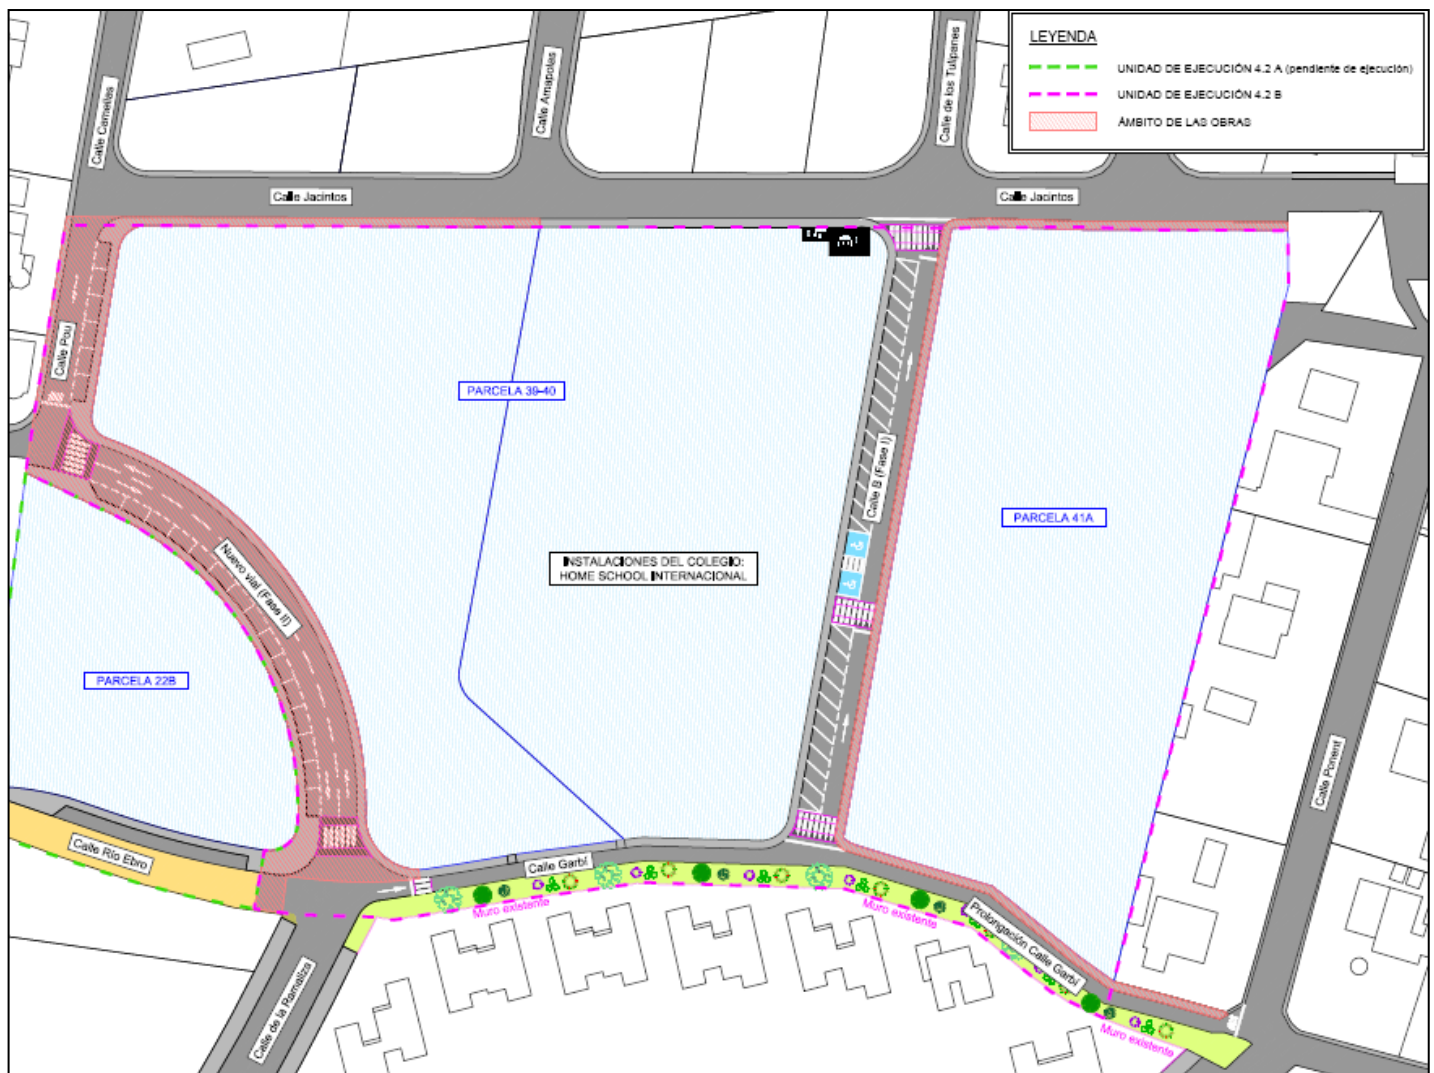 LEYENDA
UNIDAD DE EJECUCIÓN 4.2 A (pendiente de ejecución)
UNIDAD DE EJECUCIÓN 4.2 B
ÁMBITO DE LAS OBRAS
Calle Camelias
Calle Amapolas
Calle de los Tulipanes
Calle Jacintos
Calle Jacintos
Calle Pou
PARCELA 39-40
Calle B (Fase I)
PARCELA 41A
INSTALACIONES DEL COLEGIO:
HOME SCHOOL INTERNACIONAL
Nuevo vial (Fase II)
PARCELA 22B
Calle Ponent
Calle Río Ebro
Calle Garbí
Muro existente
Muro existente
Prolongación Calle Garbí
Calle de la Ramaliza
Muro existente